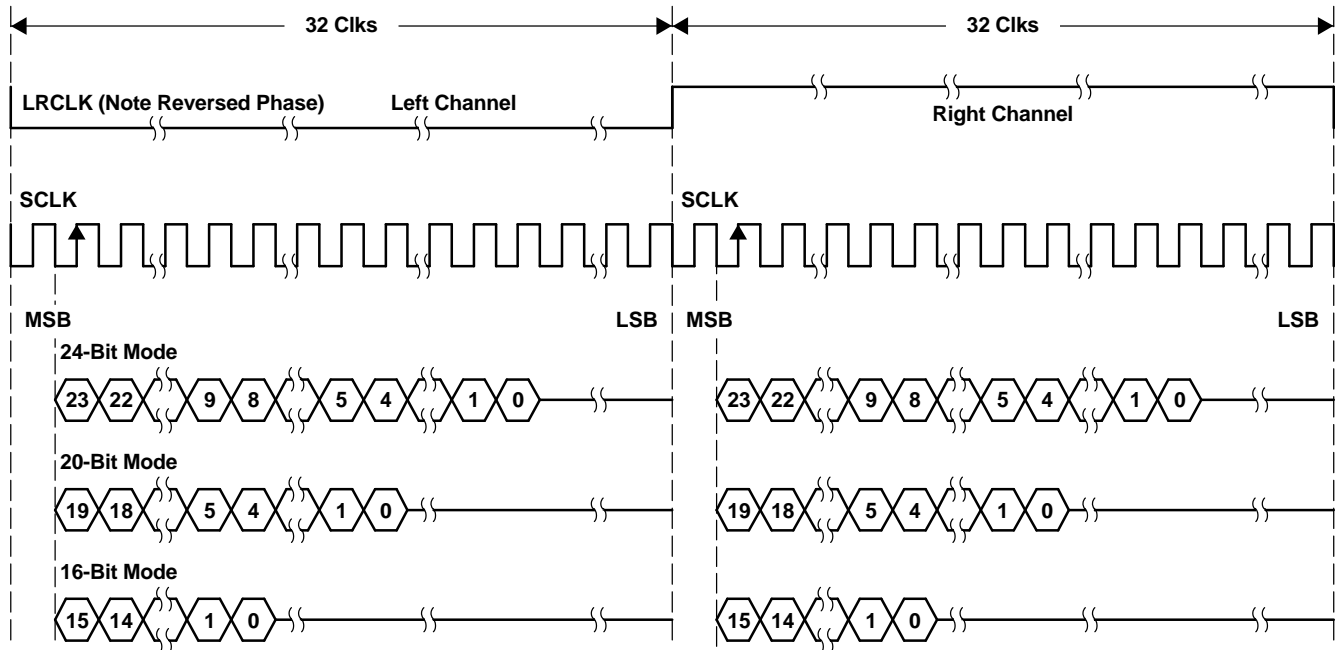 32 Clks 32 Clks
LRCLK (Note Reversed Phase) Left Channel
Right Channel
SCLK SCLK
MSB LSB MSB LSB
24-Bit Mode
23 22 9 8 5 4 1 0 23 22 9 8 5 4 1 0
20-Bit Mode
19 18 5 4 1 0 19 18 5 4 1 0
16-Bit Mode
15 14 1 0 15 14 1 0